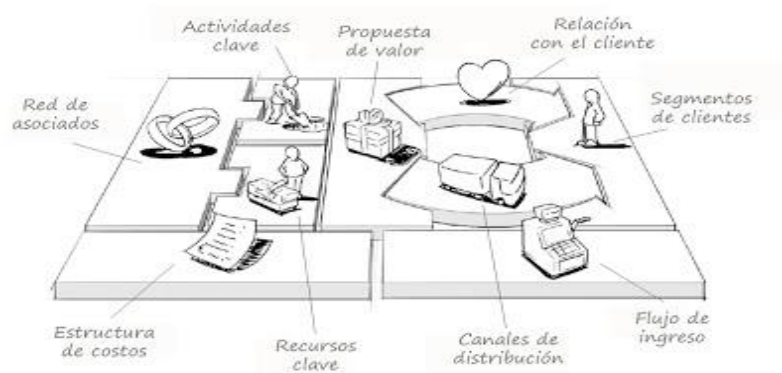 Actividades
clave
Propuesta
de valor
Relación
con el cliente
Red de
asociados
Segmentos
de clientes
Estructura
de costos
Recursos
clave
Canales de
distribución
Flujo de
ingreso